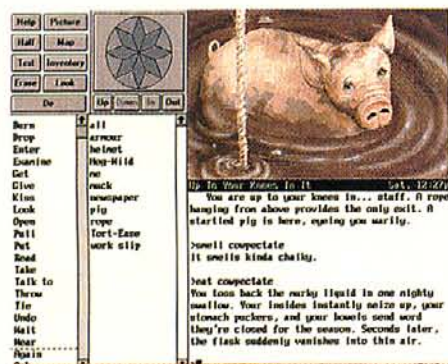 Help Picture
Half Map
Text Inventory
Erase Look
Do
Up Down In Out
Burn
Drop
Enter
Examine
Get
Give
Kiss
Look
Open
Pull
Put
Read
Take
Talk to
Throw
Tie
Undo
Wait
Wear
Again
all
armour
helmet
Hog-Wild
me
muck
newspaper
pig
rope
Tort-Ease
work slip
Up To Your Knees In It Sat, 12:27
You are up to your knees in... stuff. A rope
hanging from above provides the only exit. A
startled pig is here, eyeing you warily.
>smell cowpectate
It smells kinda chalky.
>eat cowpectate
You toss back the murky liquid in one mighty
swallow. Your insides instantly seize up, your
stomach puckers, and your bowels send word
they're closed for the season. Seconds later,
the flask suddenly vanishes into thin air.